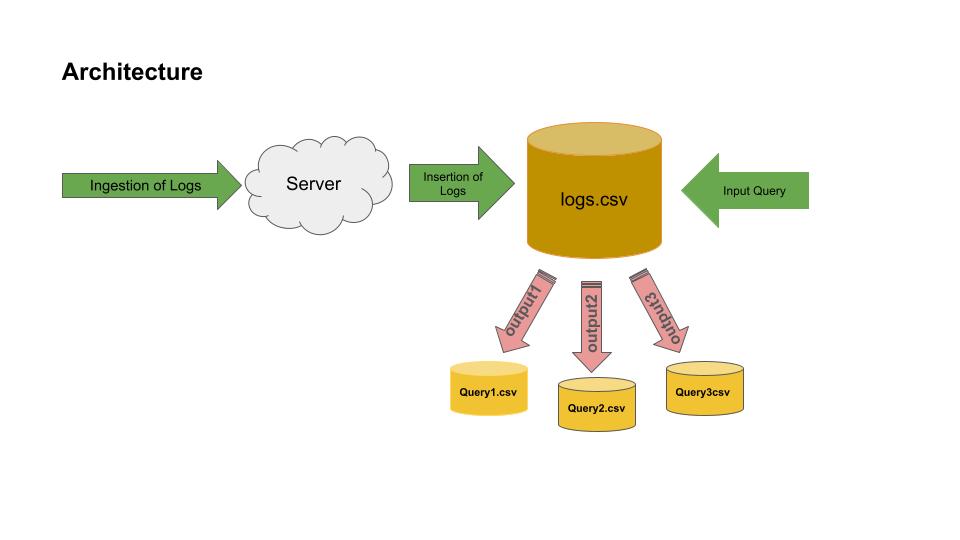 Architecture
Ingestion of Logs
Server
Insertion of
Logs
logs.csv
Input Query
output1
output2
output3
Query1.csv
Query2.csv
Query3csv